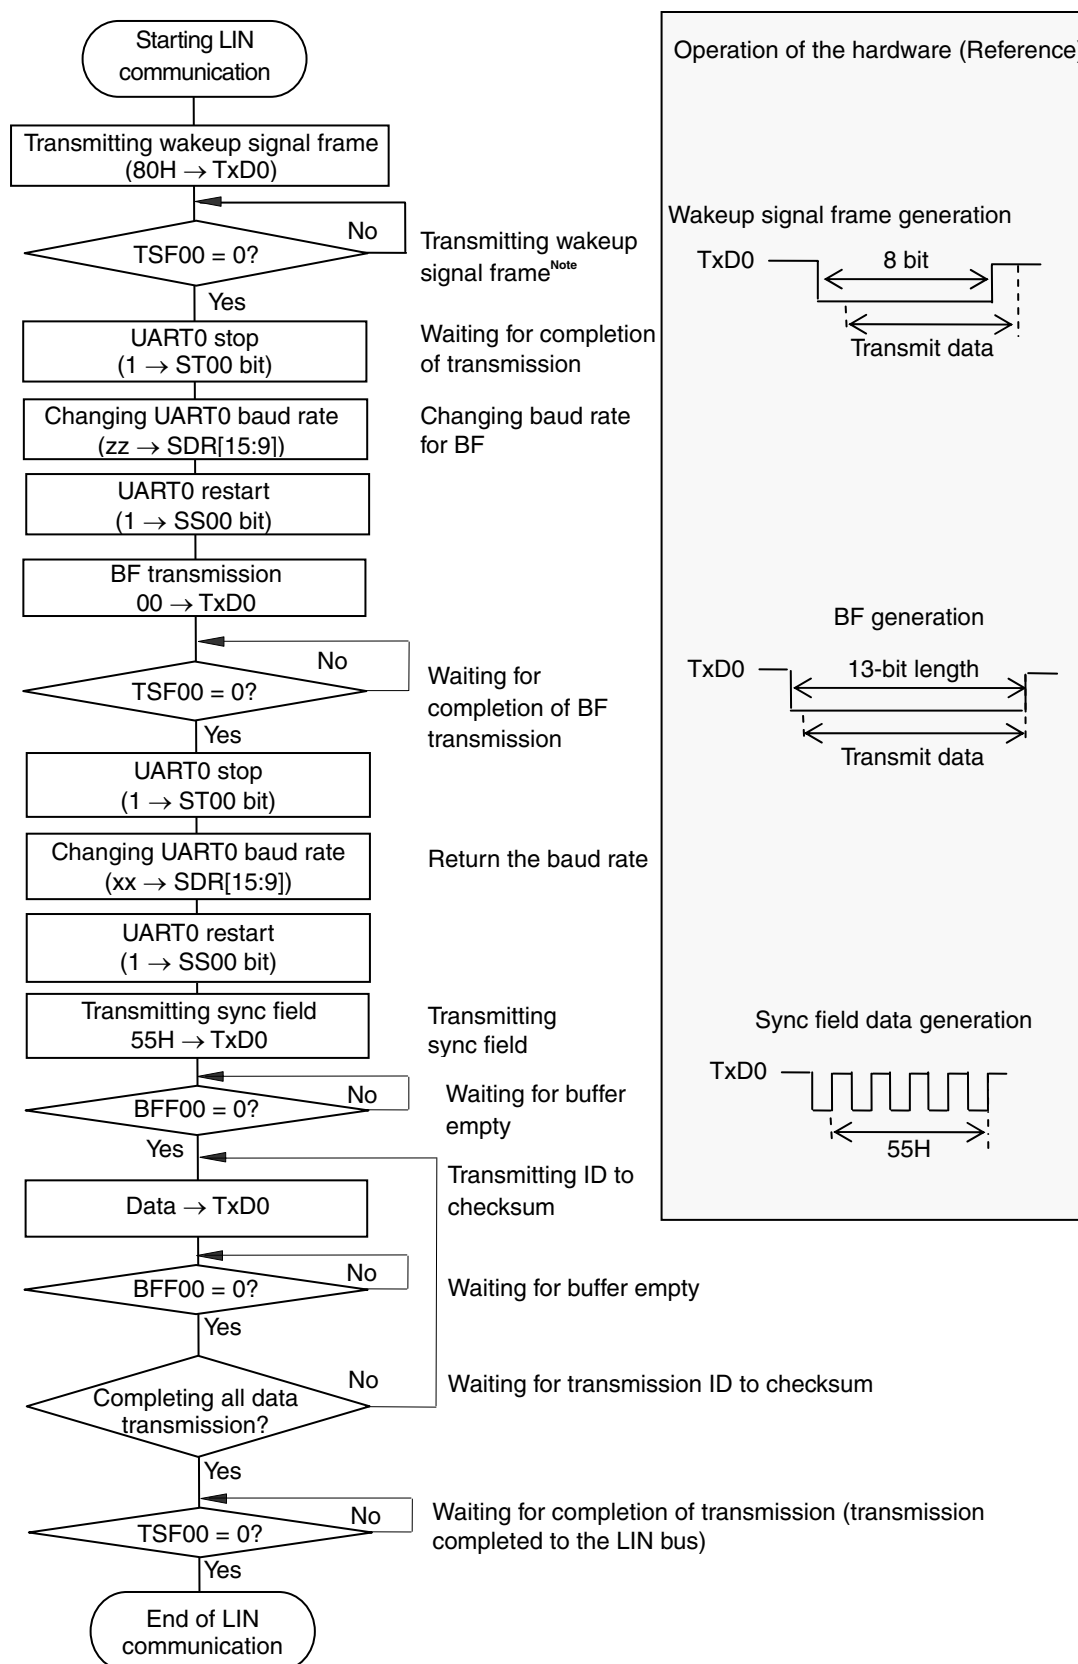 Starting LIN
communication
Transmitting wakeup signal frame
(80H → TxD0)
No
TSF00 = 0?
Transmitting wakeup
signal frameNote
Yes
UART0 stop
(1 → ST00 bit)
Waiting for completion
of transmission
Changing UART0 baud rate
(zz → SDR[15:9])
Changing baud rate
for BF
UART0 restart
(1 → SS00 bit)
BF transmission
00 → TxD0
No
TSF00 = 0?
Waiting for
completion of BF
transmission
Yes
UART0 stop
(1 → ST00 bit)
Changing UART0 baud rate
(xx → SDR[15:9])
Return the baud rate
UART0 restart
(1 → SS00 bit)
Transmitting sync field
55H → TxD0
Transmitting
sync field
No
BFF00 = 0?
Waiting for buffer
empty
Yes
Transmitting ID to
checksum
Data → TxD0
No
BFF00 = 0?
Waiting for buffer empty
Yes
No
Completing all data
transmission?
Waiting for transmission ID to checksum
Yes
No
TSF00 = 0?
Waiting for completion of transmission (transmission
completed to the LIN bus)
Yes
End of LIN
communication
Operation of the hardware (Reference)
Wakeup signal frame generation
TxD0
8 bit
Transmit data
BF generation
TxD0
13-bit length
Transmit data
Sync field data generation
TxD0
55H